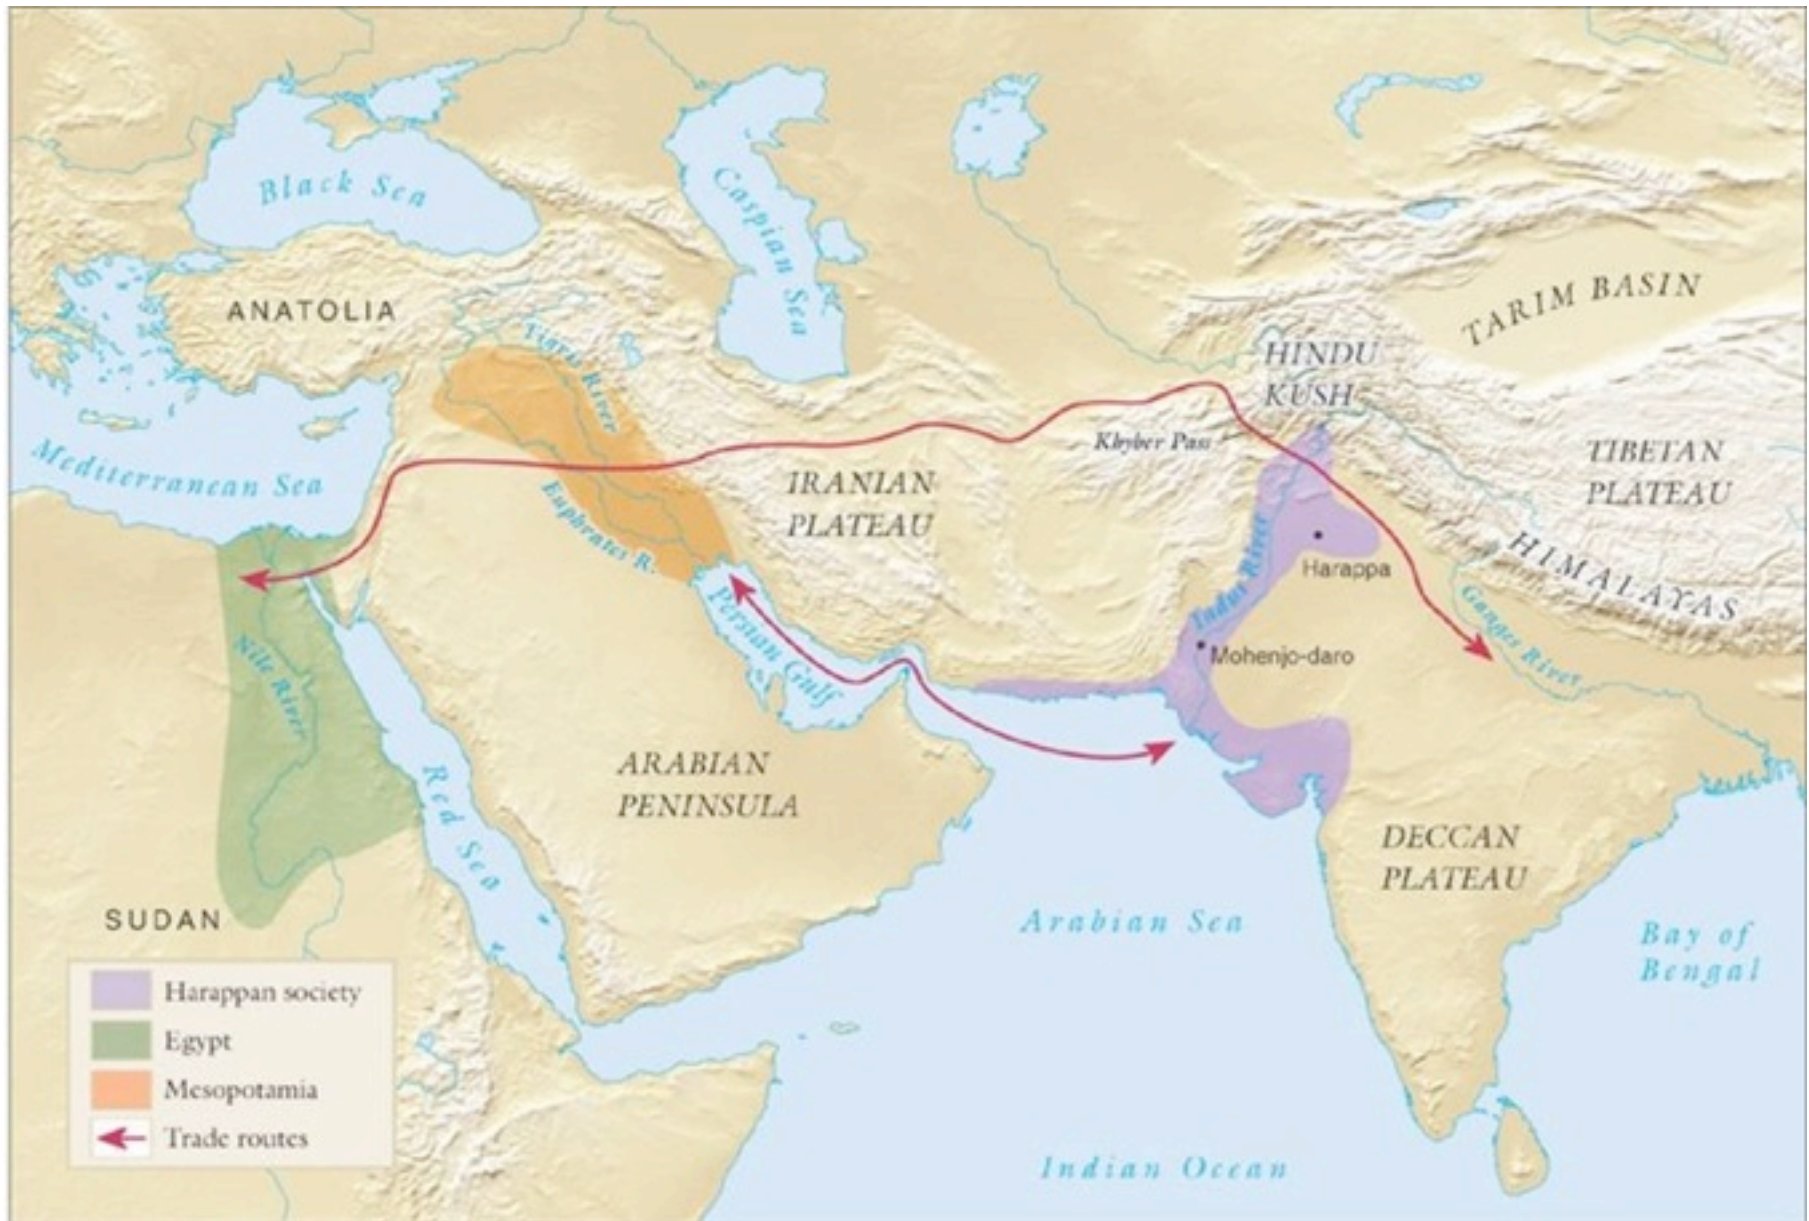 Black Sea
Caspian Sea
ANATOLIA
TARIM BASIN
Tigris River
HINDU
KUSH
Khyber Pass
Mediterranean Sea
IRANIAN
PLATEAU
TIBETAN
PLATEAU
Euphrates R.
Indus River
Harappa
HIMALAYAS
Persian Gulf
Ganges River
Nile River
Mohenjo-daro
Red Sea
ARABIAN
PENINSULA
DECCAN
PLATEAU
SUDAN
Arabian Sea
Bay of
Bengal
Harappan society
Egypt
Mesopotamia
Trade routes
Indian Ocean